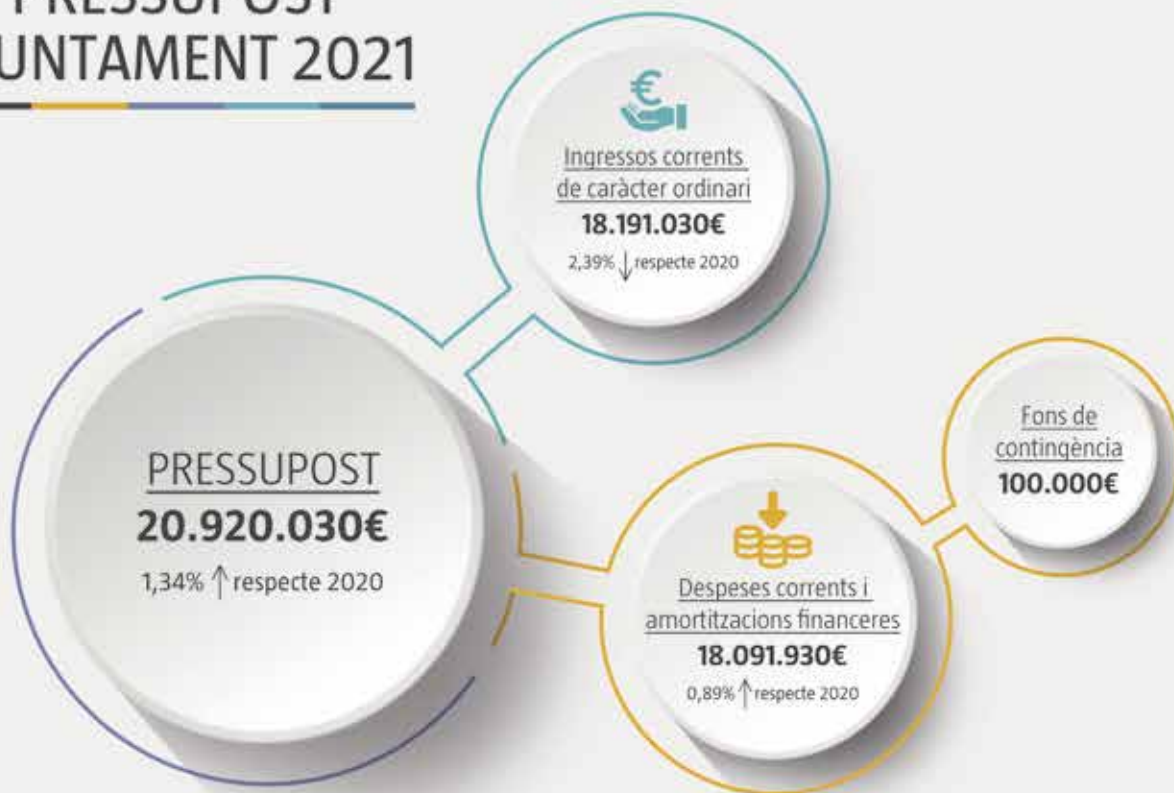 PRESSUPOST
UNTAMENT 2021
€
Ingressos corrents
de caràcter ordinari
18.191.030€
2,39% ↓ respecte 2020
PRESSUPOST
20.920.030€
1,34% ↑ respecte 2020
Fons de
contingència
100.000€
Despeses corrents i
amortitzacions financeres
18.091.930€
0,89% ↑ respecte 2020